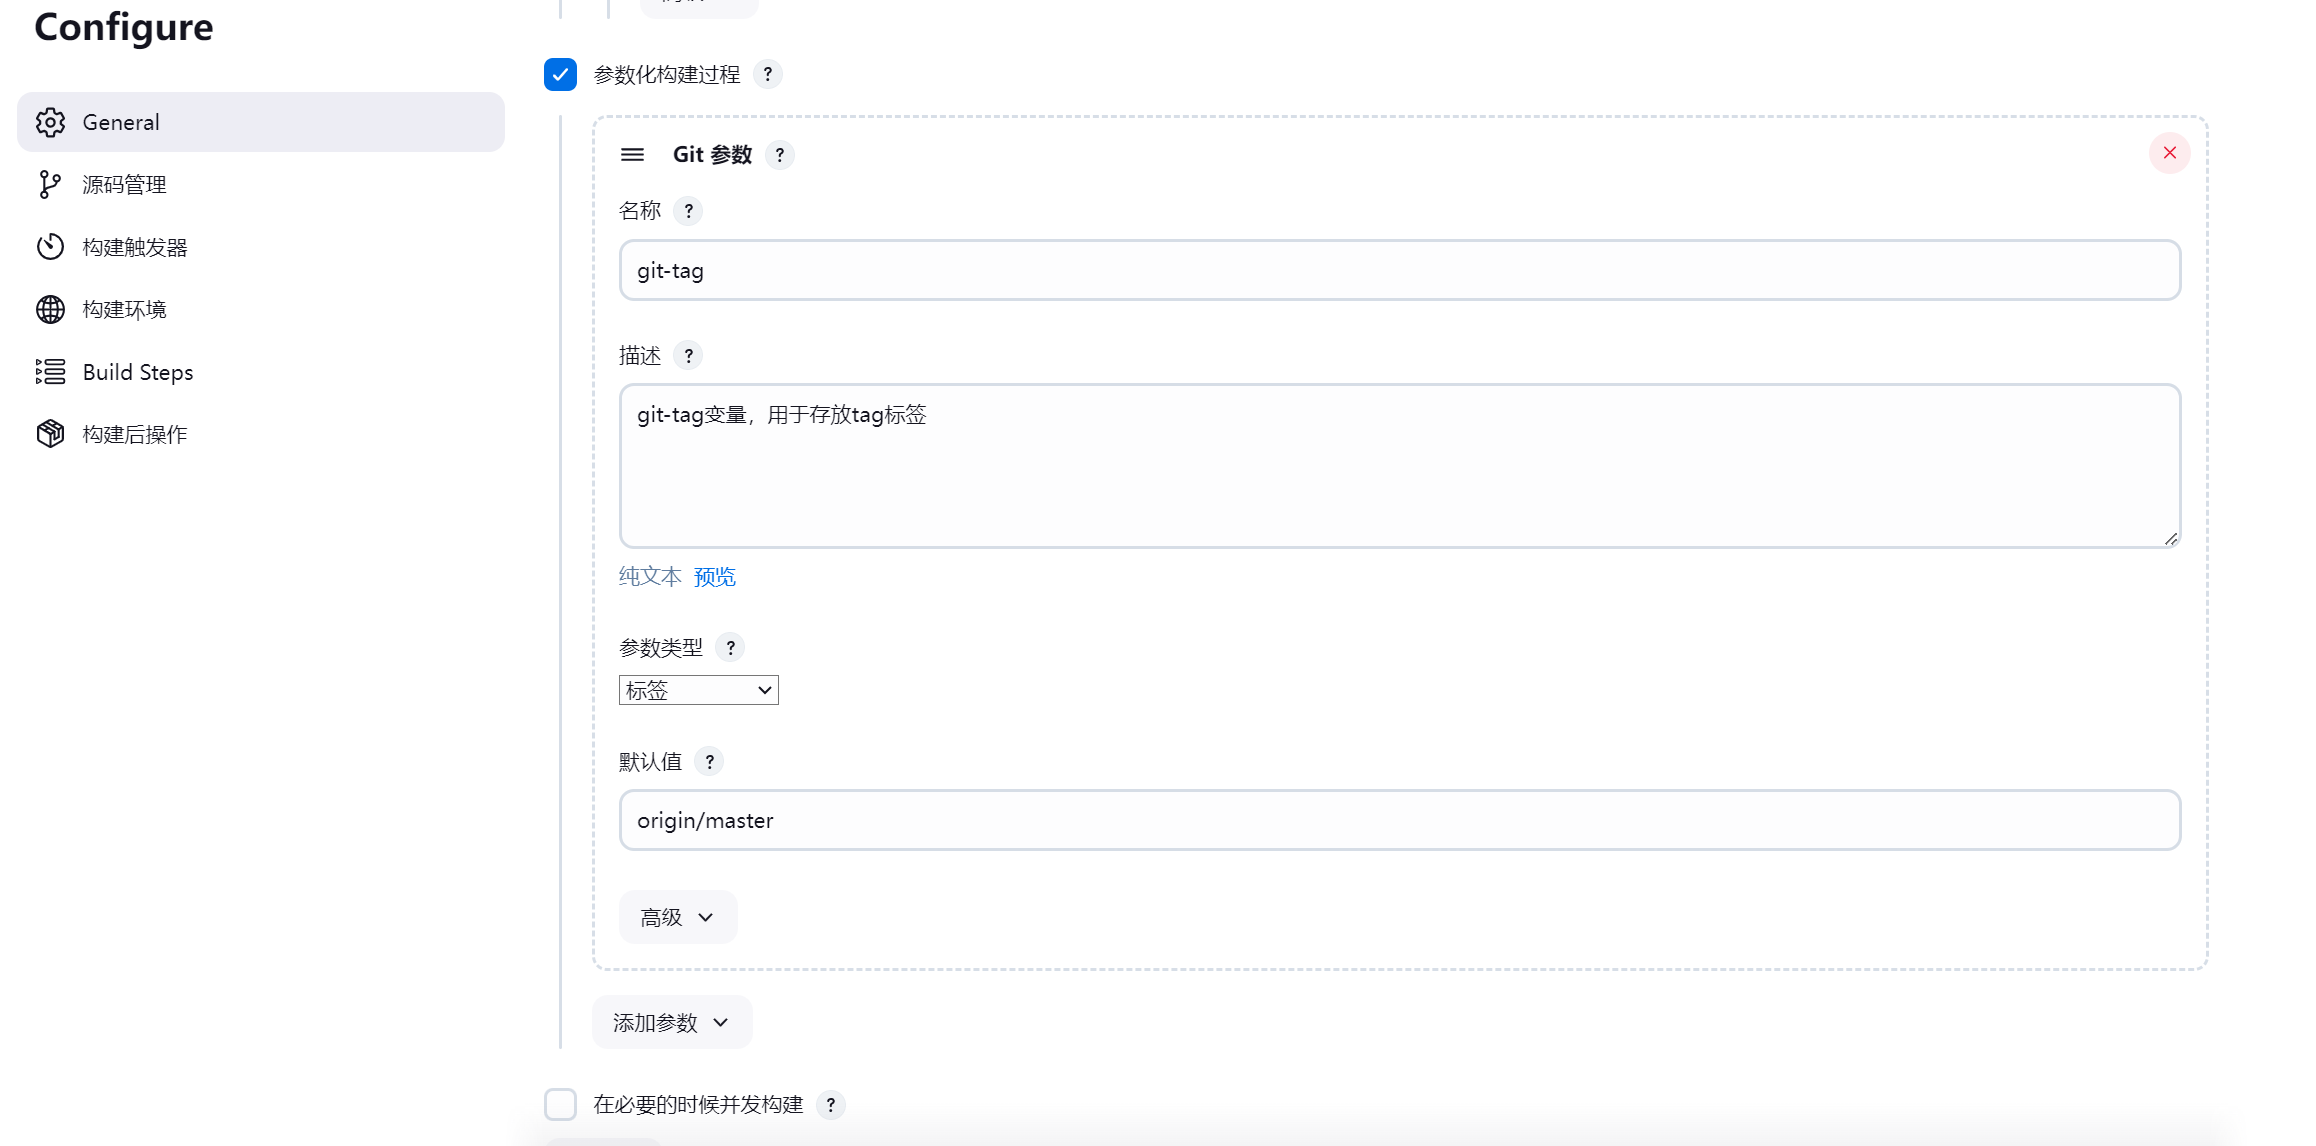 Configure
General
源码管理
构建触发器
构建环境
Build Steps
构建后操作
参数化构建过程 ?
Git 参数 ?
名称 ?
git-tag
描述 ?
git-tag变量，用于存放tag标签
纯文本 预览
参数类型 ?
标签
默认值 ?
origin/master
高级
添加参数
在必要的时候并发构建 ?